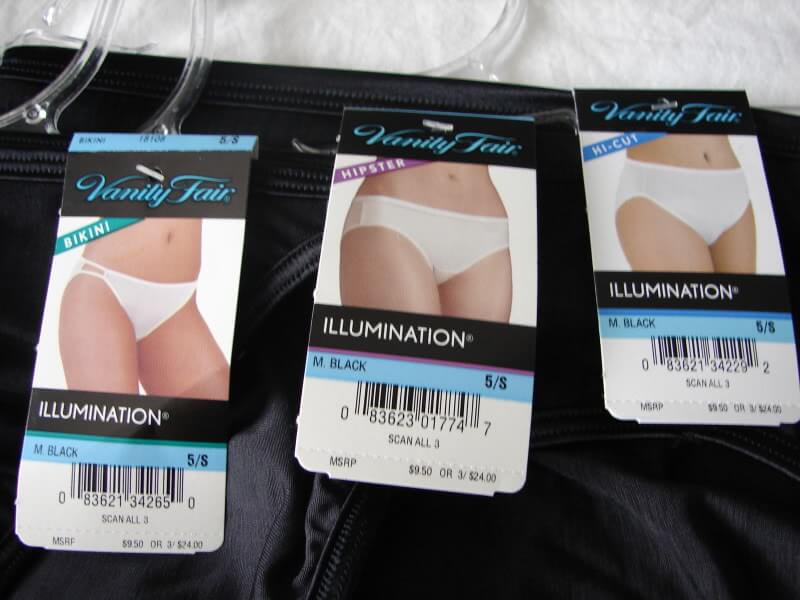 BIKINI 18108 5/S
Vanity Fair®
BIKINI
ILLUMINATION®
M. BLACK 5/S
0 83621 34265 0
SCAN ALL 3
MSRP $9.50 OR 3/ $24.00
Vanity Fair®
HIPSTER
ILLUMINATION®
M. BLACK
5/S
0 83623 01774 7
SCAN ALL 3
MSRP $9.50 OR 3/ $24.00
Vanity Fair®
HI-CUT
ILLUMINATION®
M. BLACK 5/S
0 83621 34229 2
SCAN ALL 3
MSRP $9.50 OR 3/ $24.00